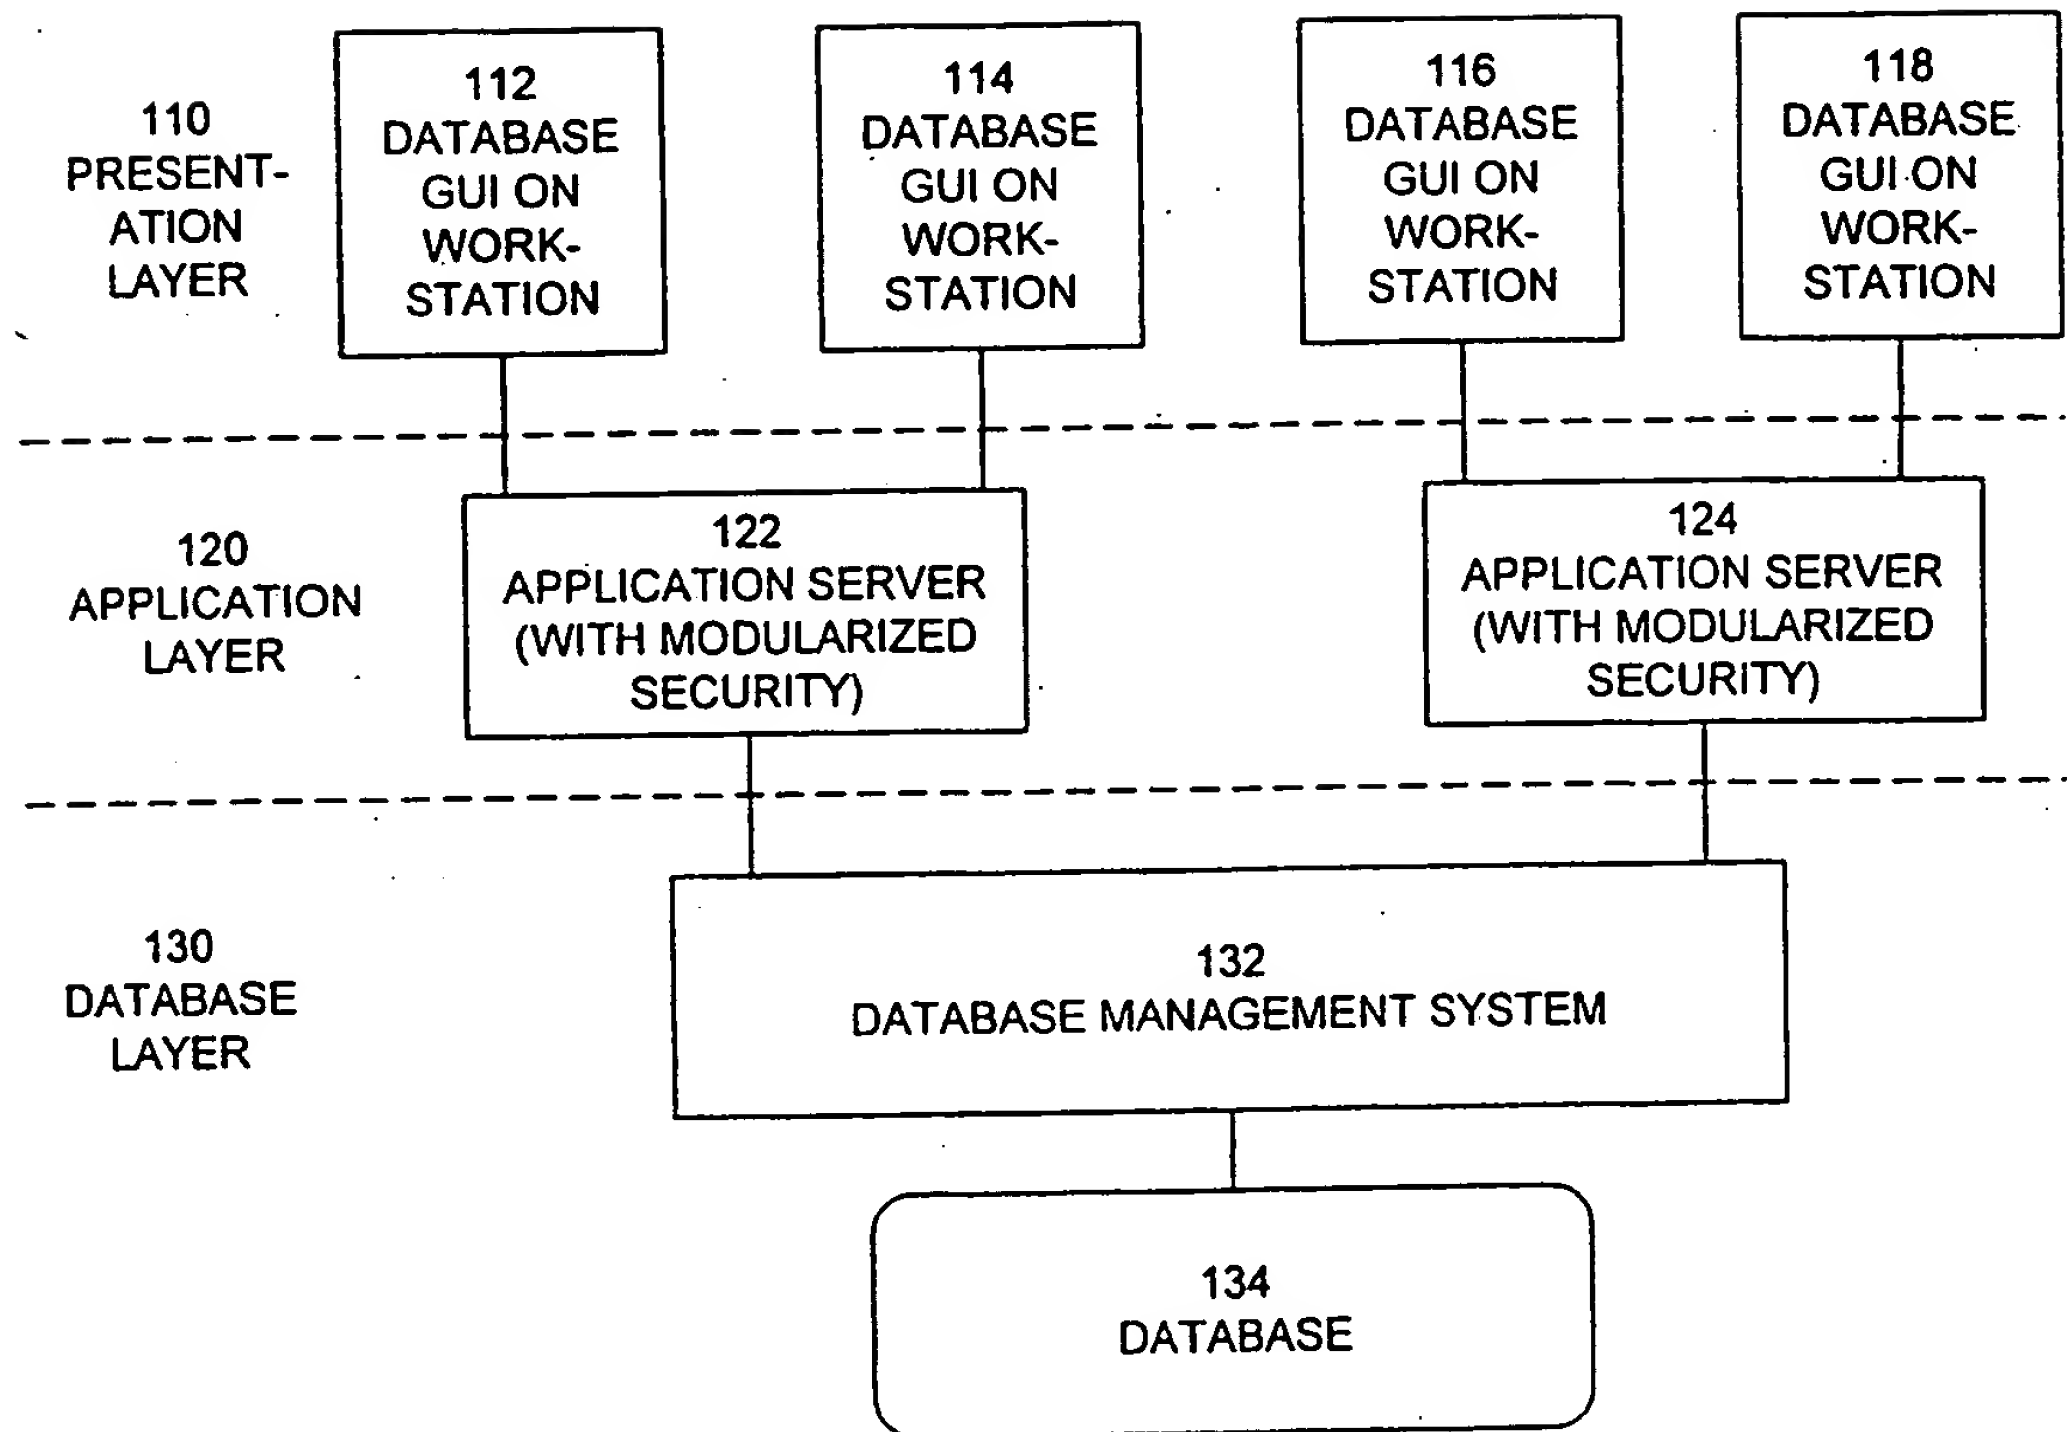 112
DATABASE
GUI ON
WORK-
STATION
114
DATABASE
GUI ON
WORK-
STATION
116
DATABASE
GUI ON
WORK-
STATION
118
DATABASE
GUI ON
WORK-
STATION
110
PRESENT-
ATION
LAYER
120
APPLICATION
LAYER
122
APPLICATION SERVER
(WITH MODULARIZED
SECURITY)
124
APPLICATION SERVER
(WITH MODULARIZED
SECURITY)
130
DATABASE
LAYER
132
DATABASE MANAGEMENT SYSTEM
134
DATABASE